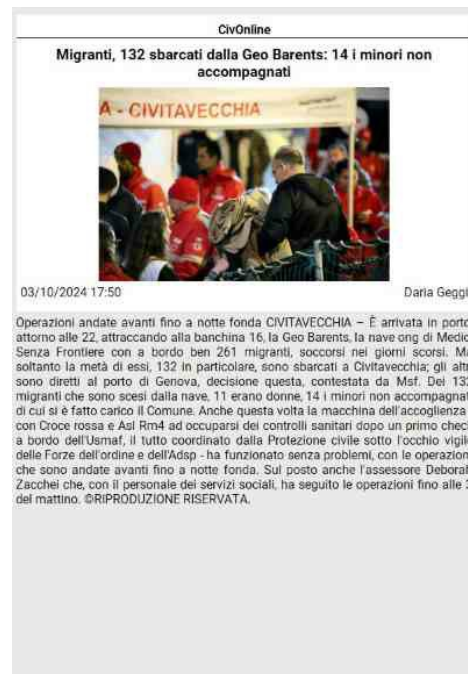 CivOnline
Migranti, 132 sbarcati dalla Geo Barents: 14 i minori non
accompagnati
A - CIVITAVECCHIA
03/10/2024 17:50
Daria Geggi
Operazioni andate avanti fino a notte fonda CIVITAVECCHIA – È arrivata in porto
attorno alle 22, attraccando alla banchina 16, la Geo Barents, la nave ong di
Senza Frontiere con a bordo ben 261 migranti, soccorsi nei giorni scorsi.
soltanto la metà di essi, 132 in particolare, sono sbarcati a Civitavecchia; gli
sono diretti al porto di Genova, decisione questa, contestata da Msf. Dei
migranti che sono scesi dalla nave, 11 erano donne, 14 i minori non
di cui si è fatto carico il Comune. Anche questa volta la macchina dell'accoglienza
con Croce rossa e Asl Rm4 ad occuparsi dei controlli sanitari dopo un primo check
a bordo dell'Usmaf, il tutto coordinato dalla Protezione civile sotto l'occhio
delle Forze dell'ordine e dell'Adsp - ha funzionato senza problemi, con le
che sono andate avanti fino a notte fonda. Sul posto anche l'assessore
Zacchei che, con il personale dei servizi sociali, ha seguito le operazioni fino alle
del mattino. ©RIPRODUZIONE RISERVATA.